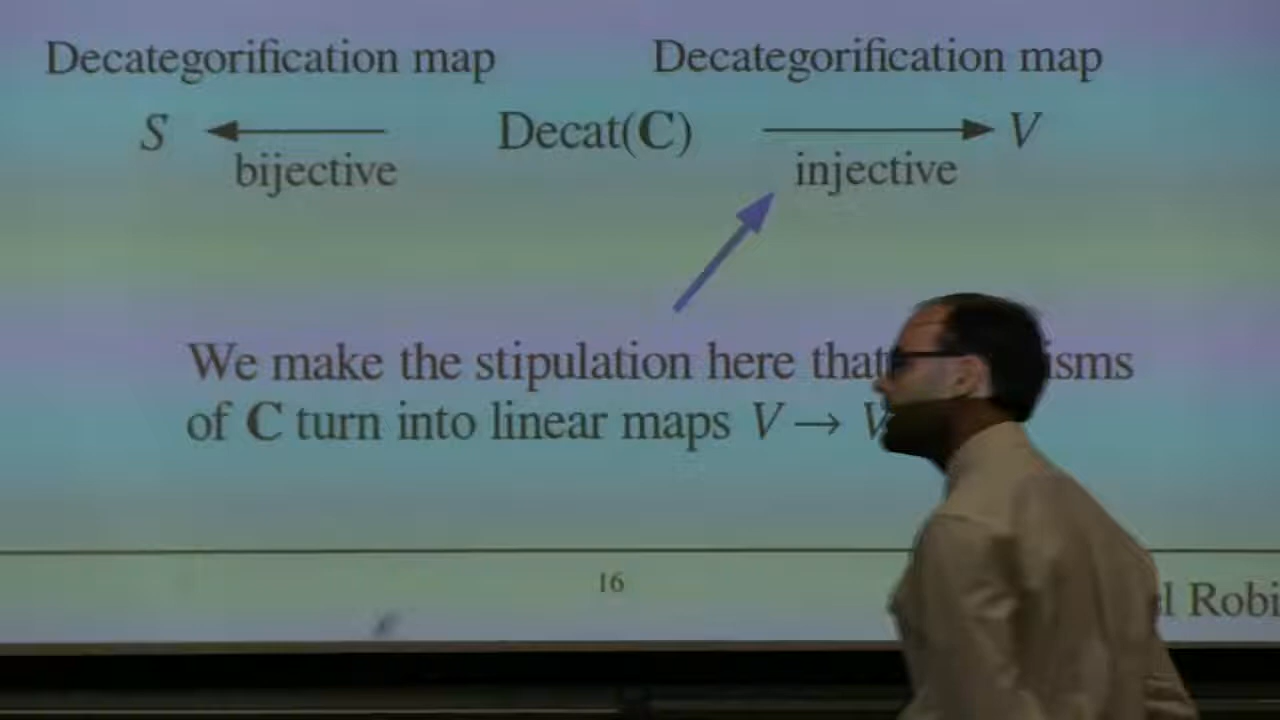 Decategorification map Decategorification map
S Decat(C) V
bijective injective
We make the stipulation here that
of C turn into linear maps V → V
16
Robi